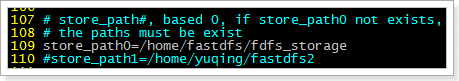 107 # store_path#, based 0, if store_path0 not exists,
108 # the paths must be exist
109 store_path0=/home/fastdfs/fdfs_storage
110 #store_path1=/home/yuqing/fastdfs2